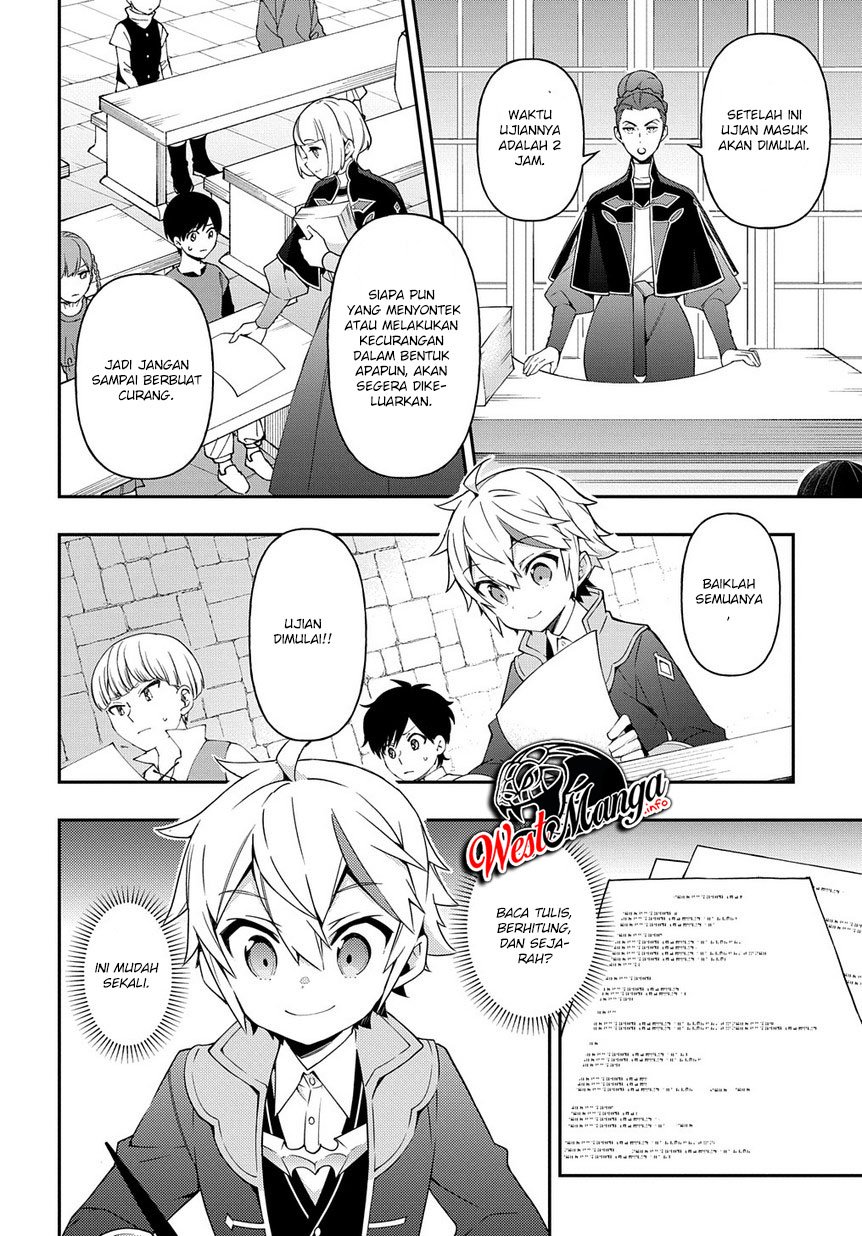 SETELAH INI
UJIAN MASUK
AKAN DIMULAI.
WAKTU
UJIANNYA
ADALAH 2
JAM.
SIAPA PUN
YANG MENYONTEK
ATAU MELAKUKAN
KECURANGAN
DALAM BENTUK
APAPUN, AKAN
SEGERA DIKE-
LUARKAN.
JADI JANGAN
SAMPAI BERBUAT
CURANG.
BAIKLAH
SEMUANYA
,
UJIAN
DIMULAI!!
WestManga
.info
BACA TULIS,
BERHITUNG,
DAN SEJA-
RAH?
INI MUDAH
SEKALI.